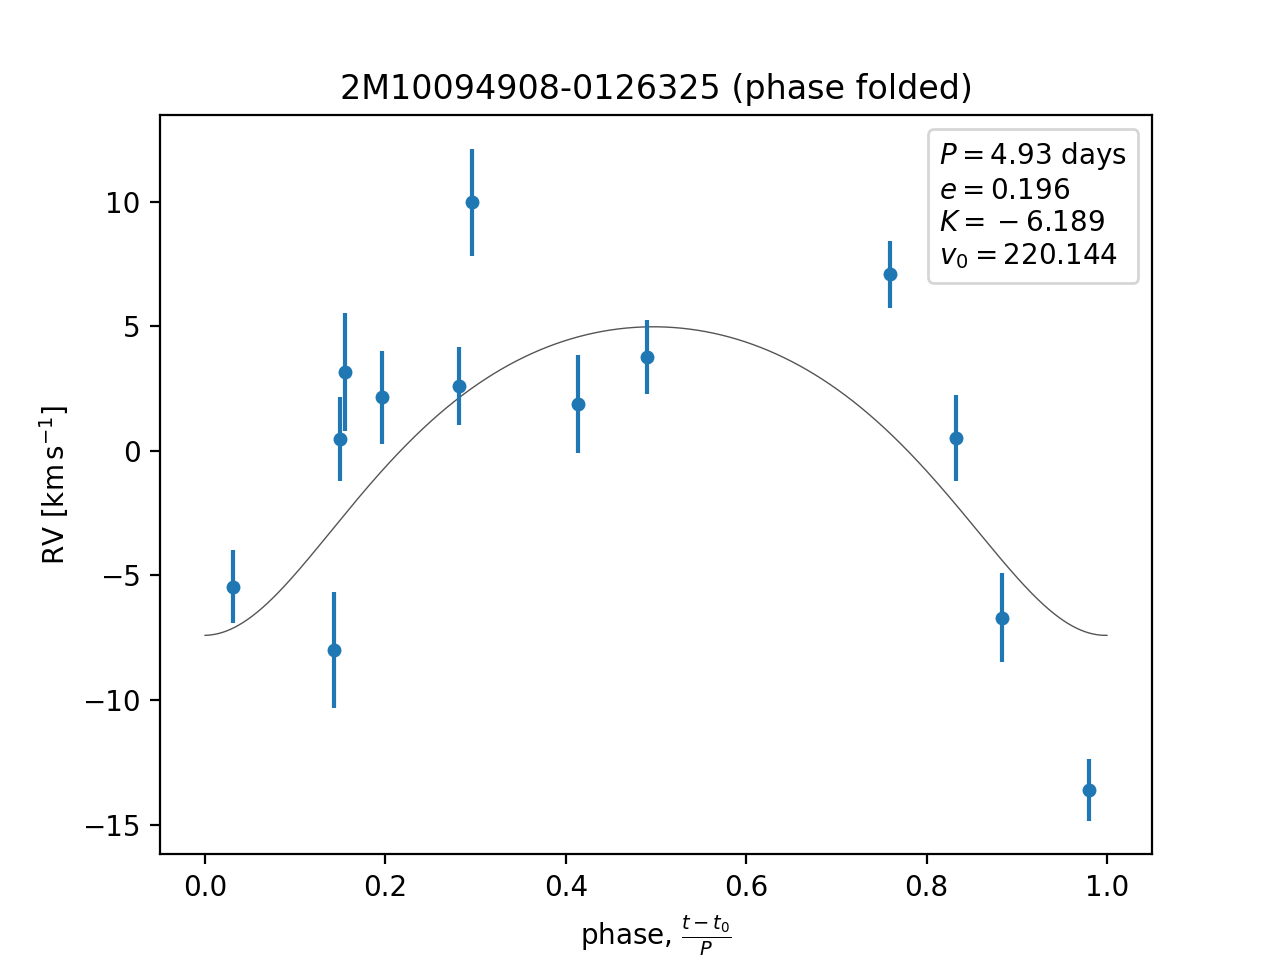 2M10094908-0126325 (phase folded)
P = 4.93 days
e = 0.196
K = −6.189
v₀ = 220.144
RV [km s⁻¹]
10
5
0
−5
−10
−15
0.0 0.2 0.4 0.6 0.8 1.0
phase, (t − t₀)/P